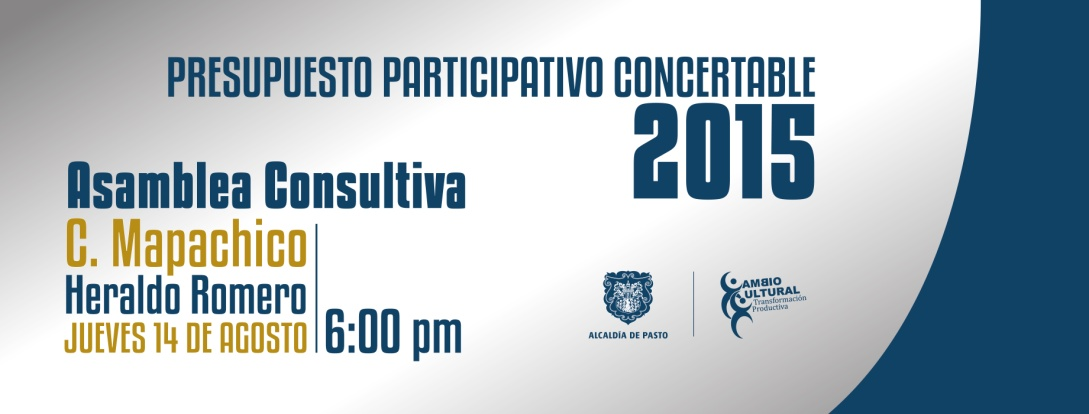 PRESUPUESTO PARTICIPATIVO CONCERTABLE
2015
Asamblea Consultiva
C. Mapachico
Heraldo Romero
JUEVES 14 DE AGOSTO
6:00 pm
ALCALDÍA DE PASTO
CAMBIO
CULTURAL
Transformación
Productiva